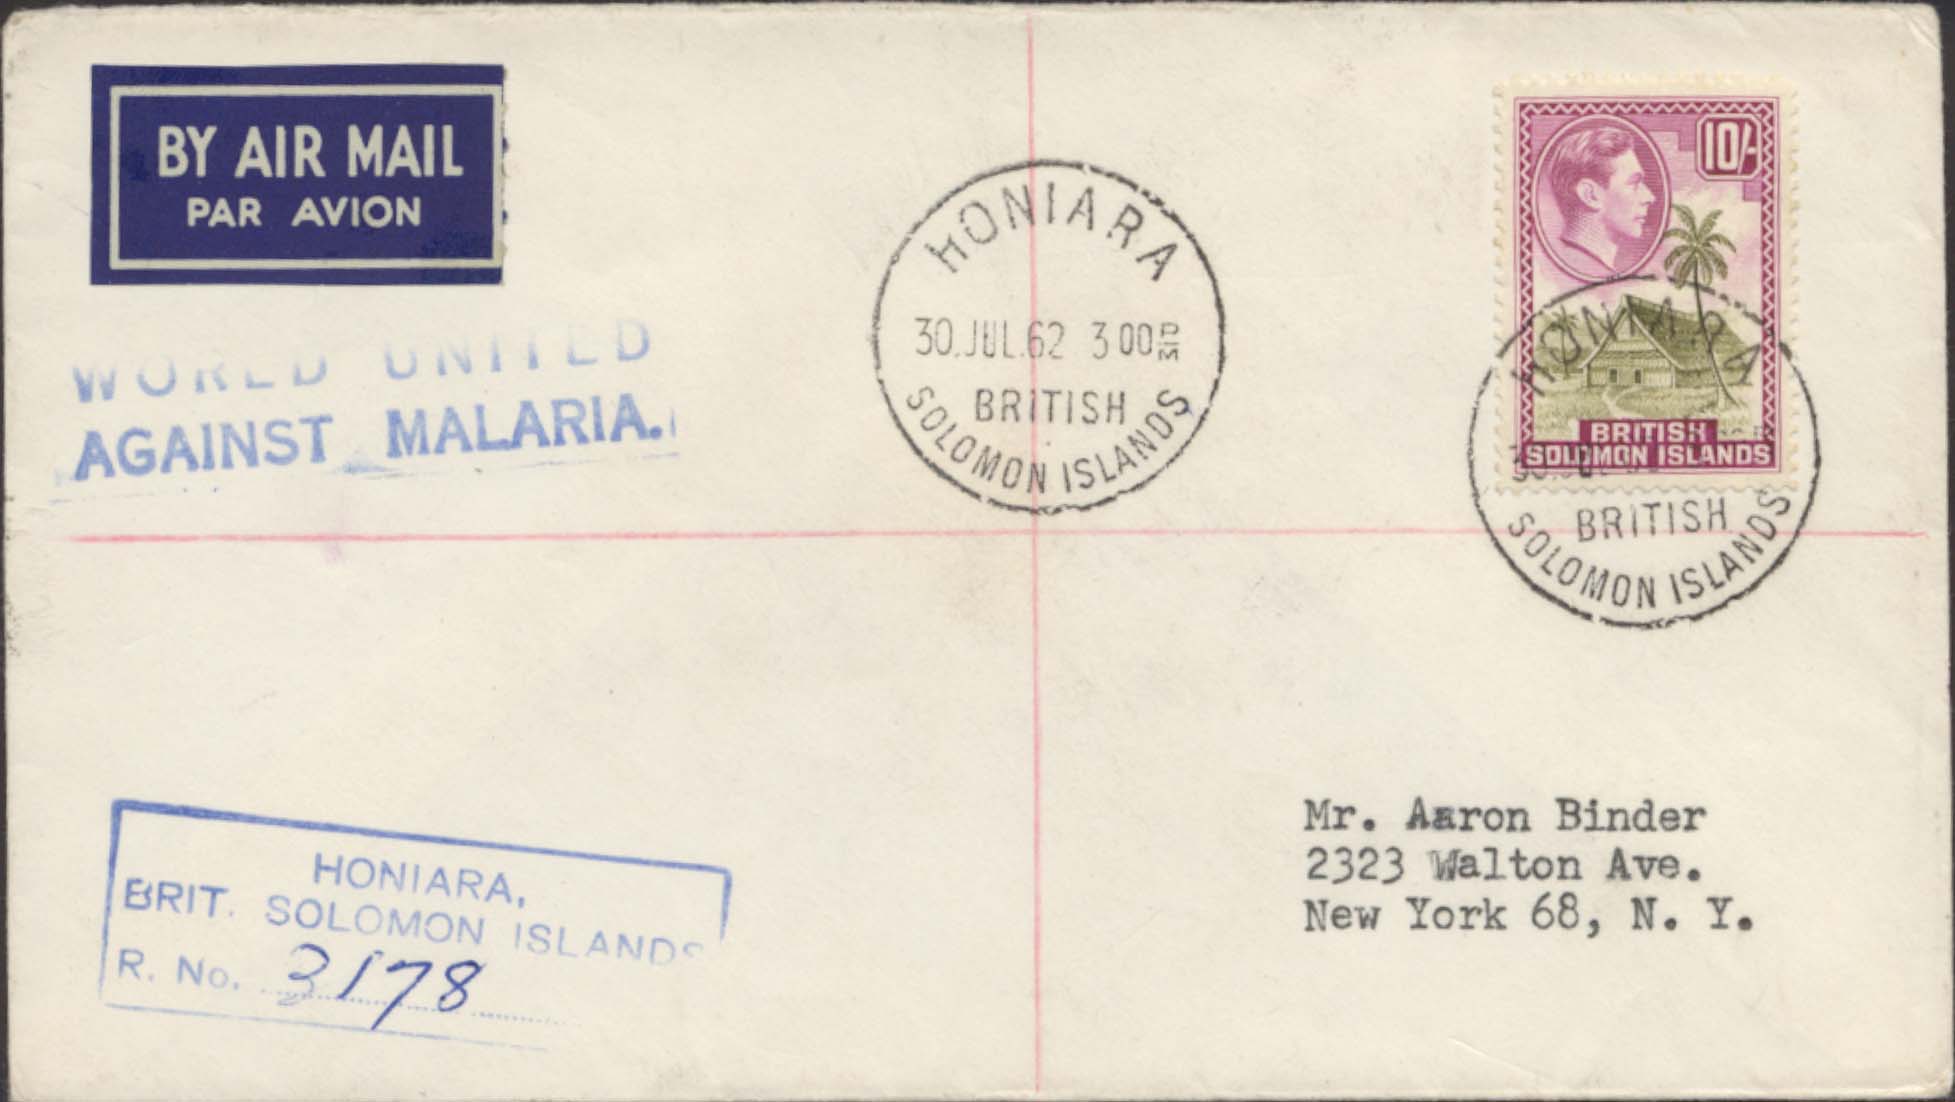 BY AIR MAIL
PAR AVION
WORLD UNITED
AGAINST MALARIA.
HONIARA
30.JUL.62 3 00 PM
BRITISH
SOLOMON ISLANDS
10/-
BRITISH
SOLOMON ISLANDS
HONIARA
BRITISH
SOLOMON ISLANDS
HONIARA,
BRIT. SOLOMON ISLANDS
R. No. 3178
Mr. Aaron Binder
2323 Walton Ave.
New York 68, N. Y.